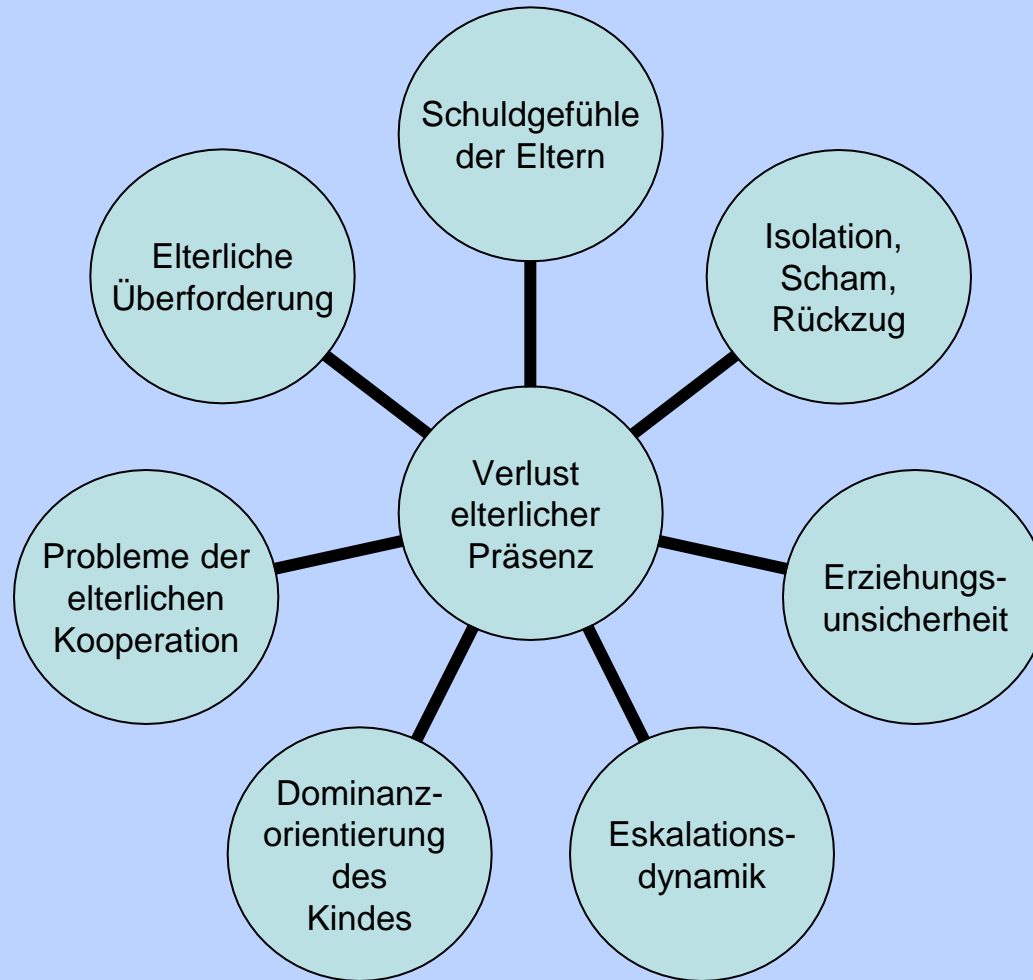 Schuldgefühle
der Eltern
Elterliche
Überforderung
Isolation,
Scham,
Rückzug
Verlust
elterlicher
Präsenz
Probleme der
elterlichen
Kooperation
Erziehungs-
unsicherheit
Dominanz-
orientierung
des
Kindes
Eskalations-
dynamik